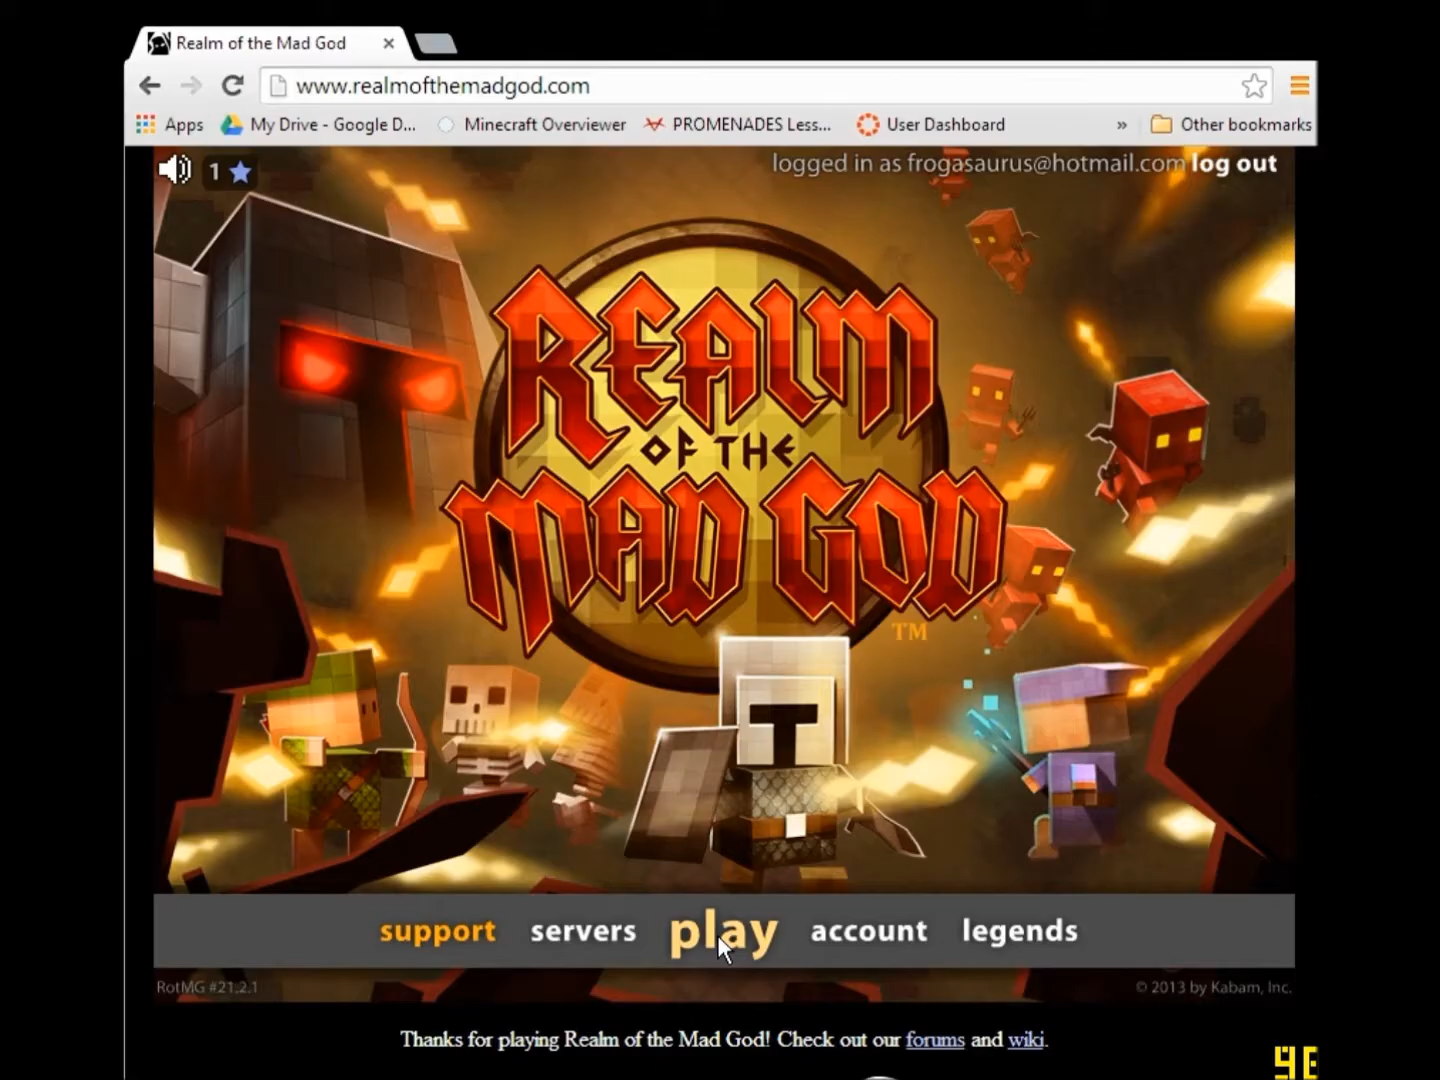 Realm of the Mad God
www.realmofthemadgod.com
Apps My Drive - Google D... Minecraft Overviewer PROMENADES Less... User Dashboard » Other bookmarks
1 logged in as frogasaurus@hotmail.com log out
REALM
OF THE
MAD GOD
TM
support servers play account legends
RotMG #21.2.1 © 2013 by Kabam, Inc.
Thanks for playing Realm of the Mad God! Check out our forums and wiki.